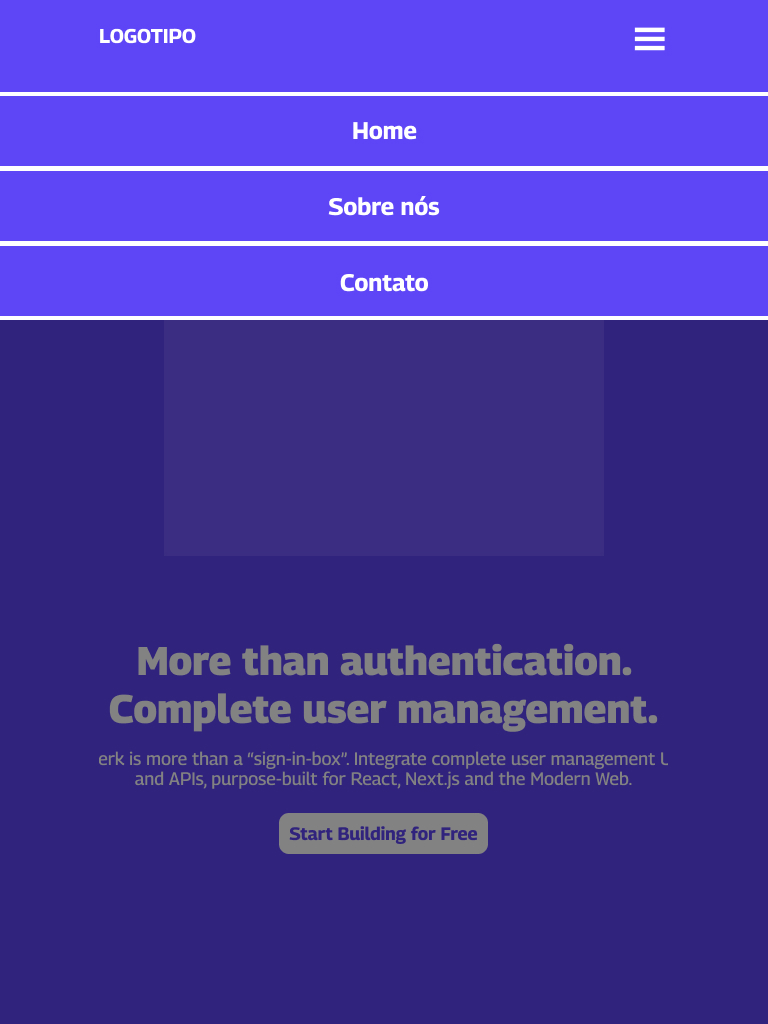 LOGOTIPO
Home
Sobre nós
Contato
More than authentication.
Complete user management.
erk is more than a “sign-in-box”. Integrate complete user management
and APIs, purpose-built for React, Next.js and the Modern Web.
Start Building for Free